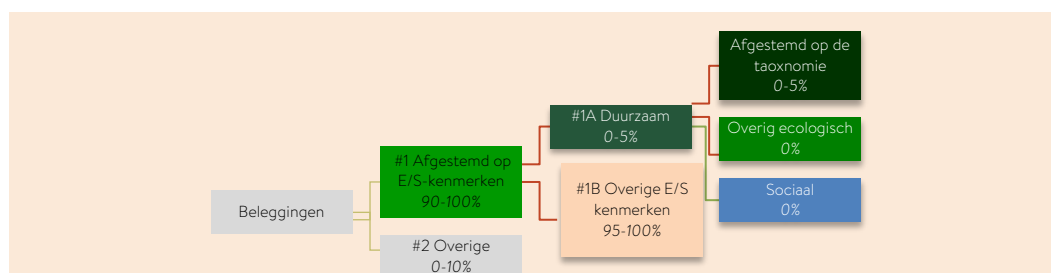 Beleggingen
#1 Afgestemd op
E/S-kenmerken
90-100%
#2 Overige
0-10%
#1A Duurzaam
0-5%
#1B Overige E/S
kenmerken
95-100%
Afgestemd op de
taoxnomie
0-5%
Overig ecologisch
0%
Sociaal
0%